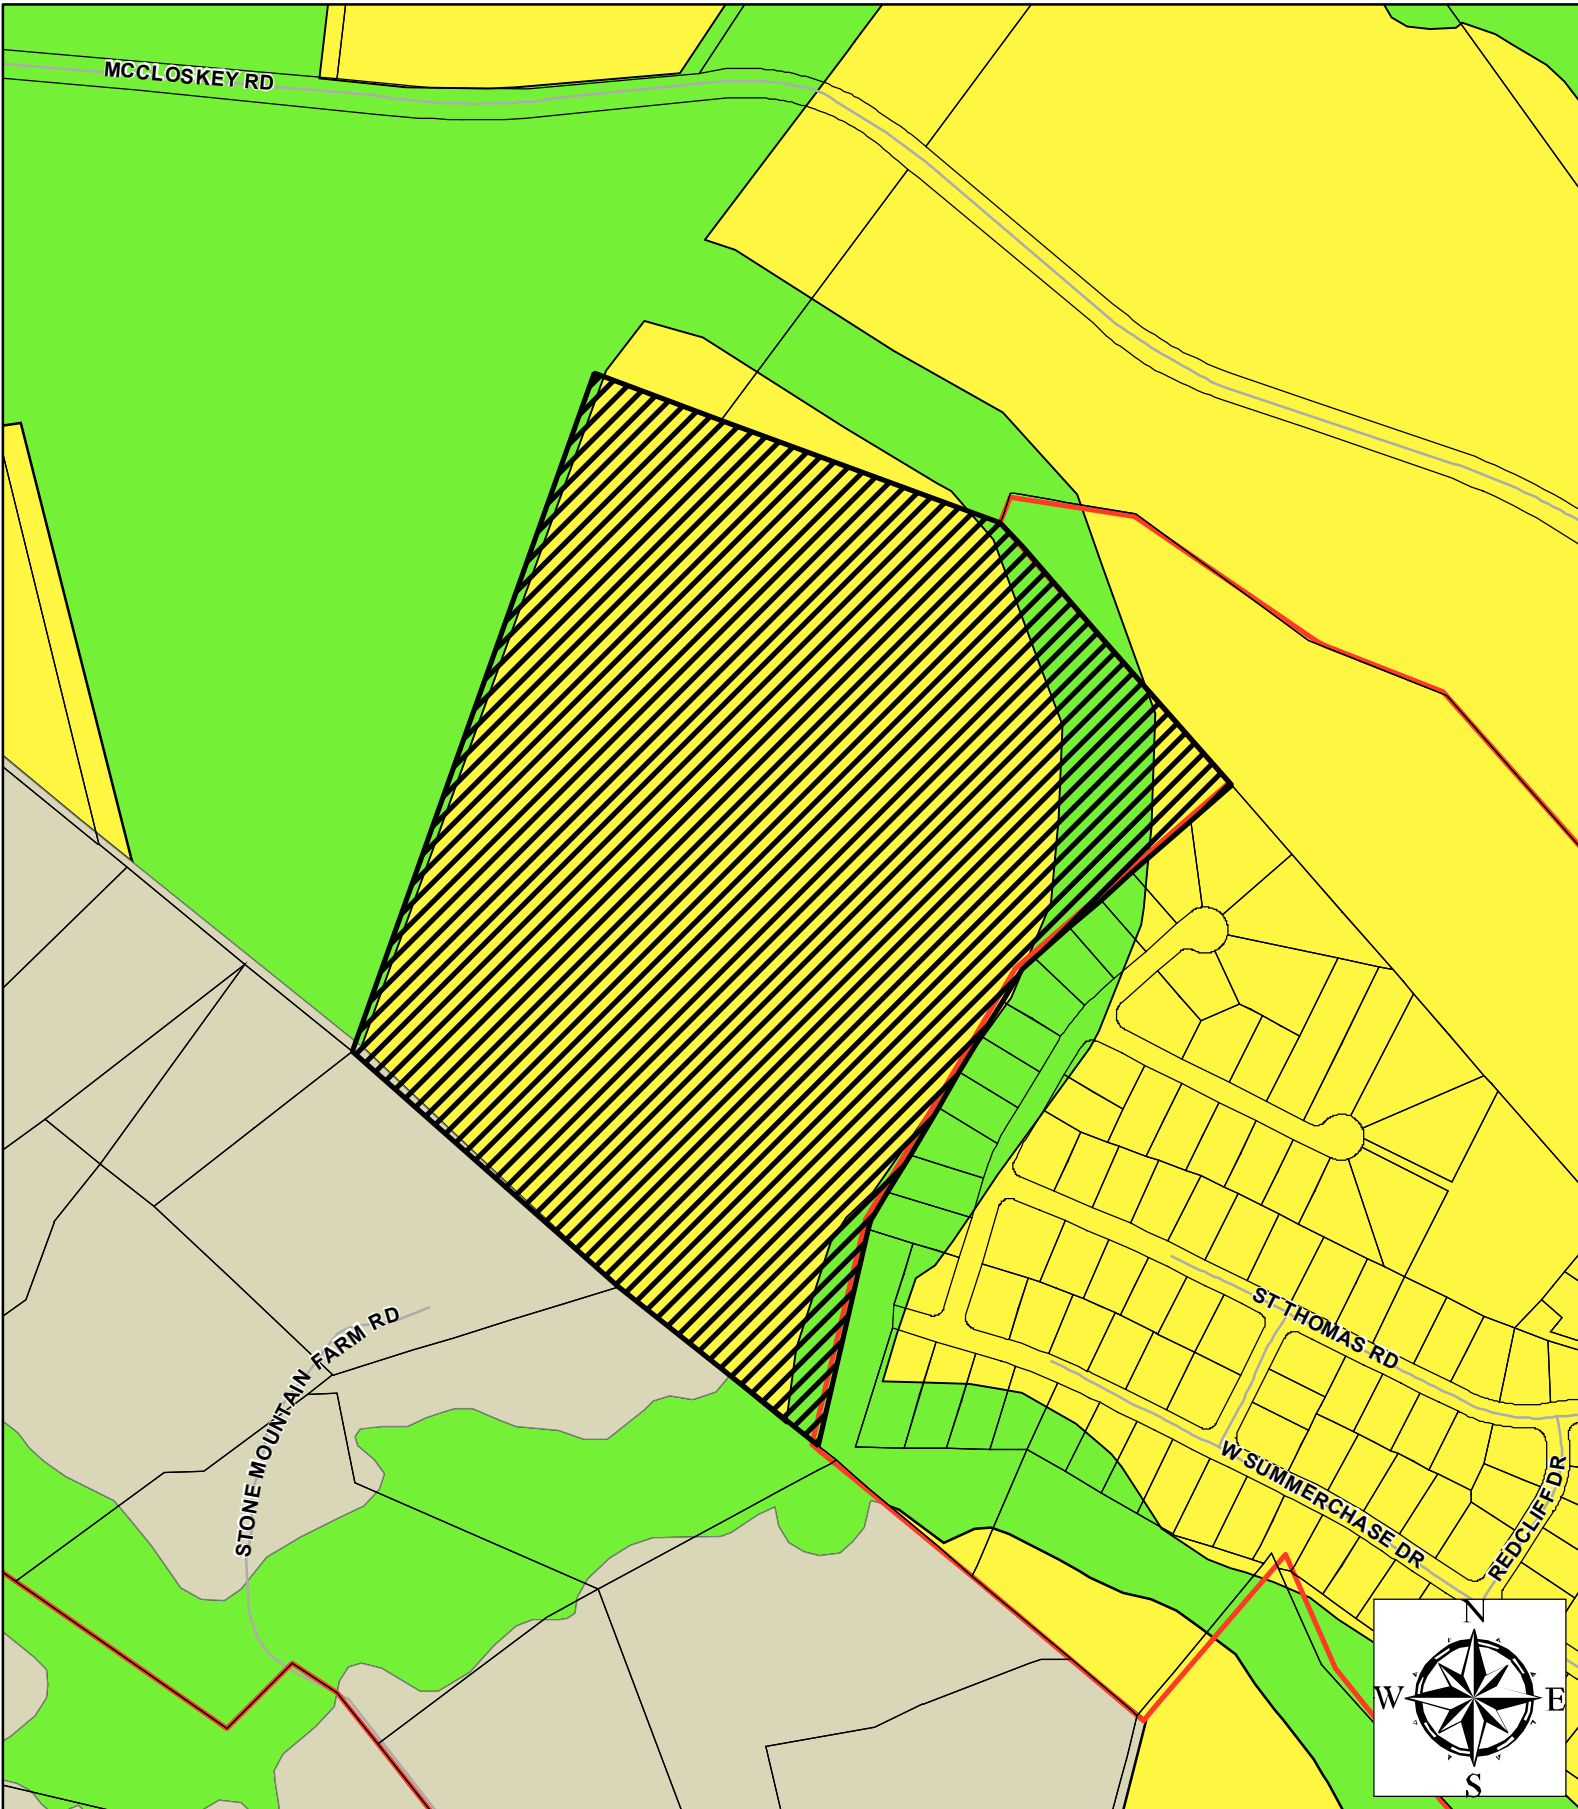 MCCLOSKEY RD
ST THOMAS RD
STONE MOUNTAIN FARM RD
W SUMMERCHASE DR
REDCLIFF DR
N
W E
S